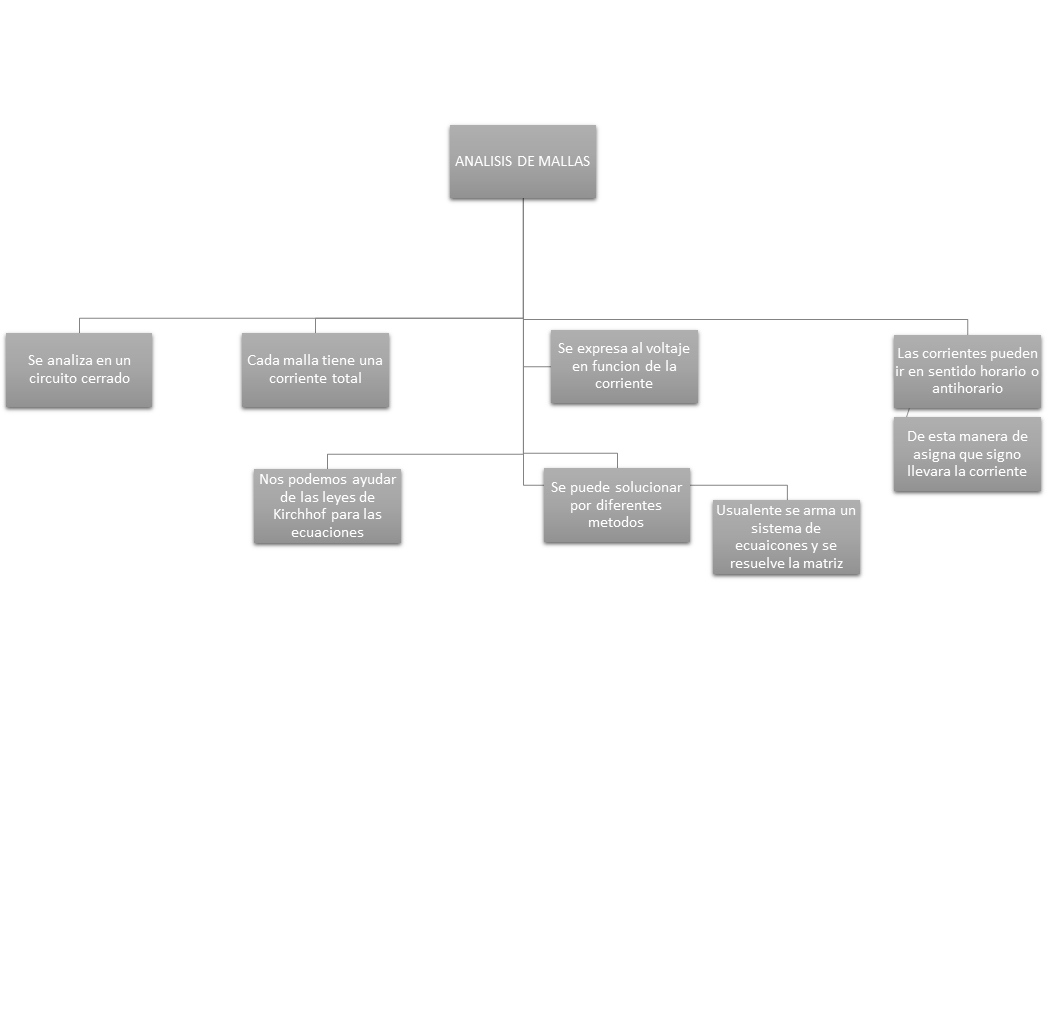 ANALISIS DE MALLAS
Se analiza en un
circuito cerrado
Cada malla tiene una
corriente total
Se expresa al voltaje
en funcion de la
corriente
Las corrientes pueden
ir en sentido horario o
antihorario
De esta manera de
asigna que signo
llevara la corriente
Nos podemos ayudar
de las leyes de
Kirchhof para las
ecuaciones
Se puede solucionar
por diferentes
metodos
Usualente se arma un
sistema de
ecuaicones y se
resuelve la matriz